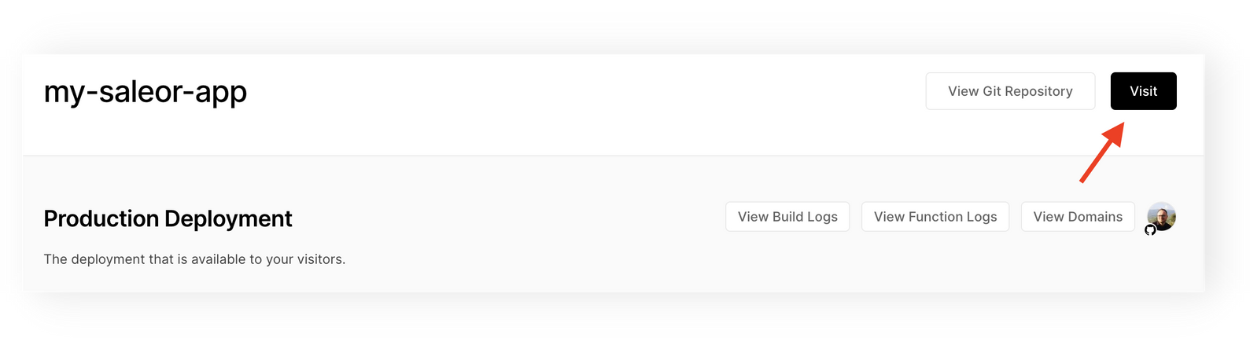 my-saleor-app
View Git Repository
Visit
Production Deployment
View Build Logs
View Function Logs
View Domains
The deployment that is available to your visitors.